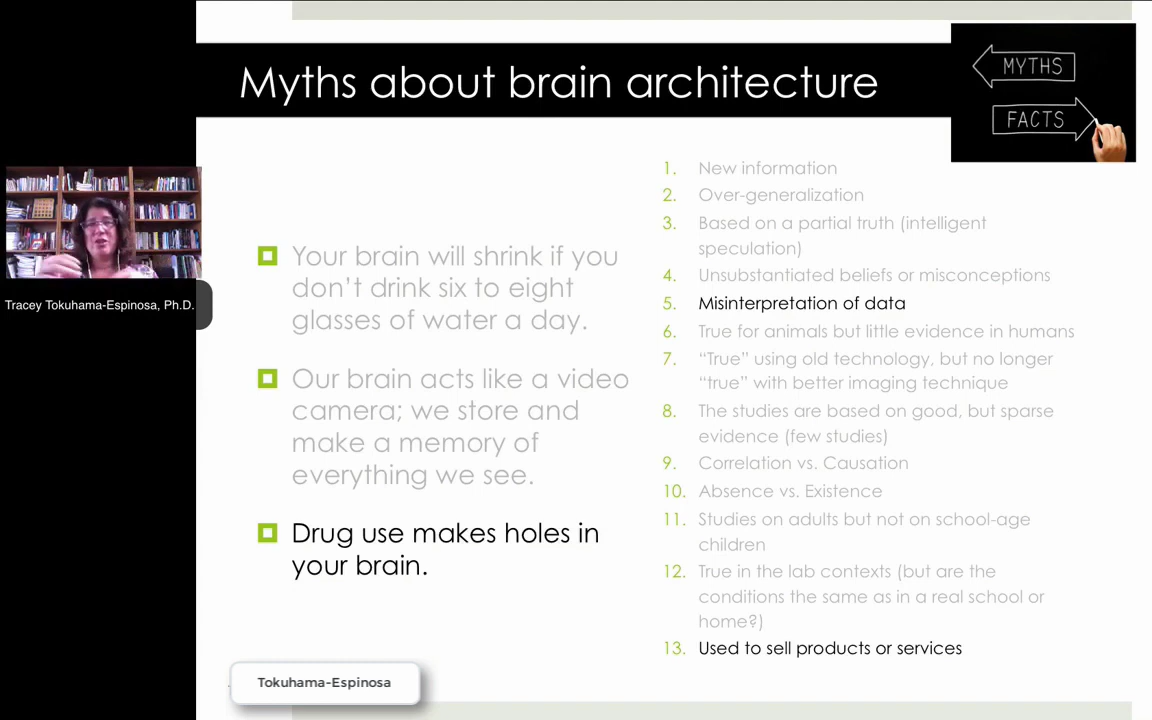 Myths about brain architecture
MYTHS
FACTS
Tracey Tokuhama-Espinosa, Ph.D.
Your brain will shrink if you
don't drink six to eight
glasses of water a day.
Our brain acts like a video
camera; we store and
make a memory of
everything we see.
Drug use makes holes in
your brain.
1. New information
2. Over-generalization
3. Based on a partial truth (intelligent
speculation)
4. Unsubstantiated beliefs or misconceptions
5. Misinterpretation of data
6. True for animals but little evidence in humans
7. “True” using old technology, but no longer
“true” with better imaging technique
8. The studies are based on good, but sparse
evidence (few studies)
9. Correlation vs. Causation
10. Absence vs. Existence
11. Studies on adults but not on school-age
children
12. True in the lab contexts (but are the
conditions the same as in a real school or
home?)
13. Used to sell products or services
Tokuhama-Espinosa